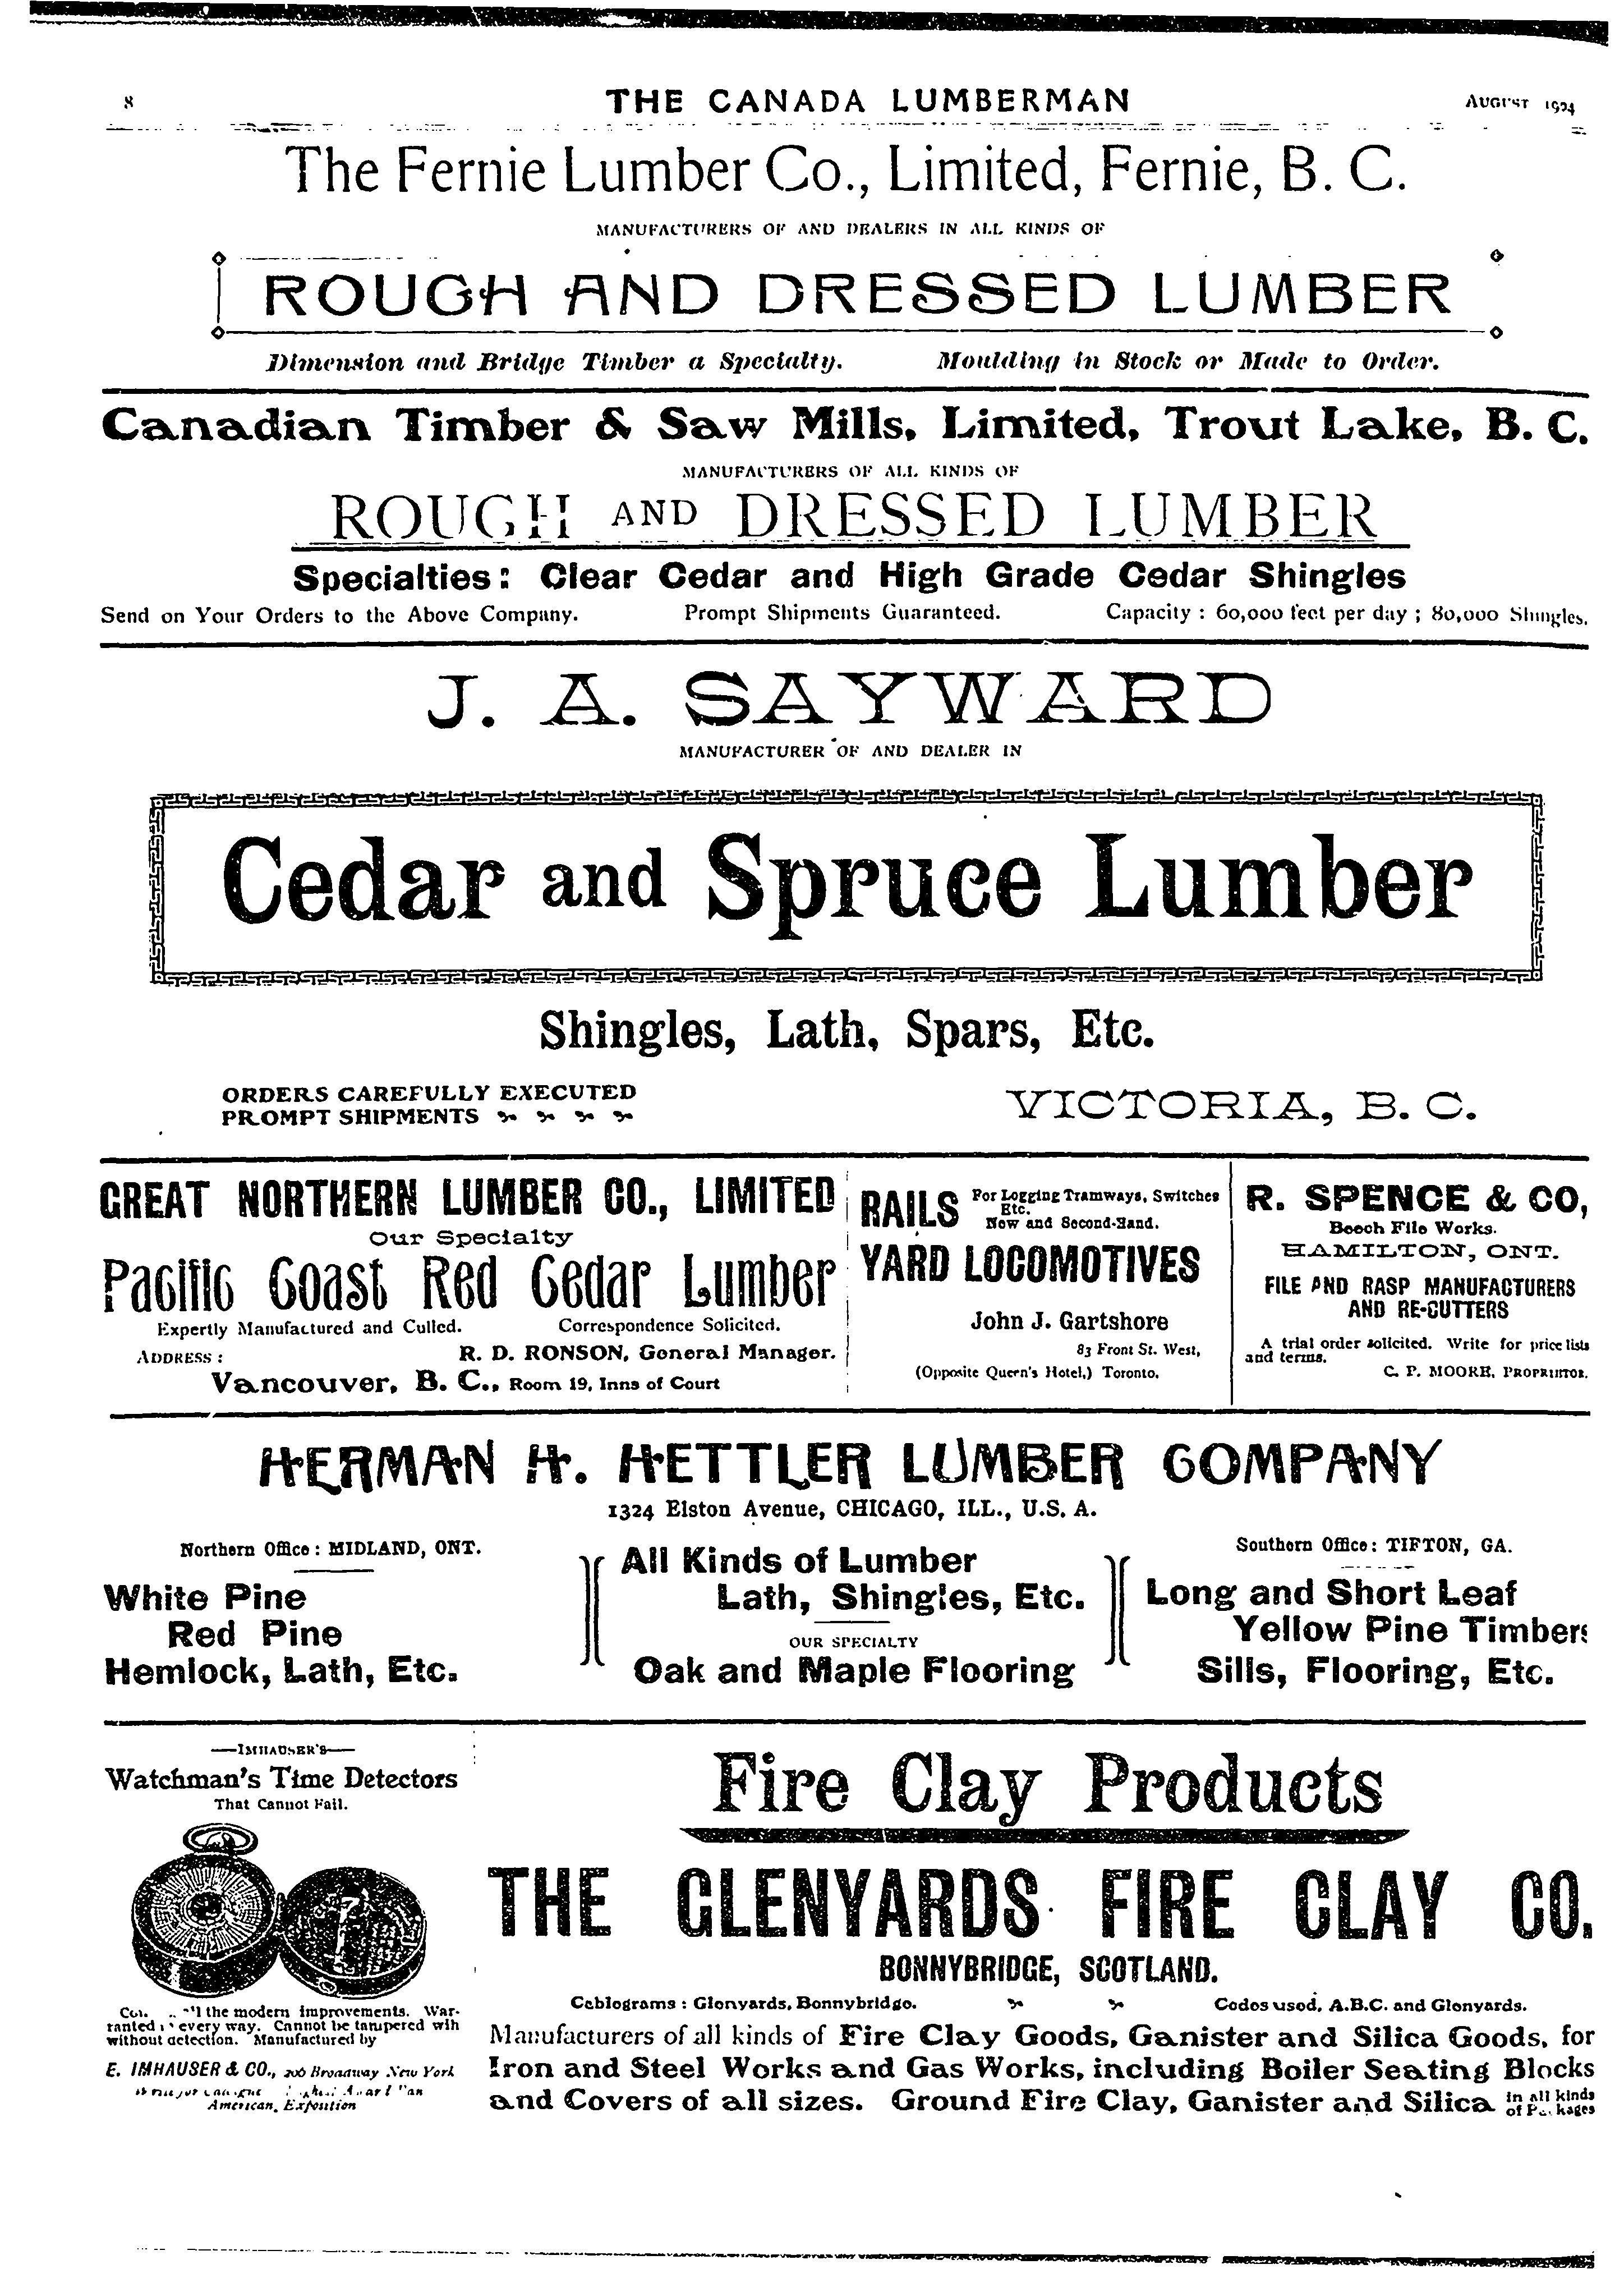 8
THE CANADA LUMBERMAN
AUGUST 1904
The Fernie Lumber Co., Limited, Fernie, B. C.
MANUFACTURERS OF AND DEALERS IN ALL KINDS OF
ROUGH AND DRESSED LUMBER
Dimension and Bridge Timber a Specialty. Moulding in Stock or Made to Order.
Canadian Timber & Saw Mills, Limited, Trout Lake, B. C.
MANUFACTURERS OF ALL KINDS OF
ROUGH AND DRESSED LUMBER
Specialties: Clear Cedar and High Grade Cedar Shingles
Send on Your Orders to the Above Company. Prompt Shipments Guaranteed. Capacity : 60,000 feet per day ; 80,000 Shingles.
J. A. SAYWARD
MANUFACTURER OF AND DEALER IN
Cedar and Spruce Lumber
Shingles, Lath, Spars, Etc.
ORDERS CAREFULLY EXECUTED
PROMPT SHIPMENTS
VICTORIA, B. C.
GREAT NORTHERN LUMBER CO., LIMITED
Our Specialty
Pacific Coast Red Cedar Lumber
Expertly Manufactured and Culled. Correspondence Solicited.
ADDRESS : R. D. RONSON, General Manager.
Vancouver, B. C., Room 19, Inns of Court
RAILS For Logging Tramways, Switches
Etc.
New and Second-Hand.
YARD LOCOMOTIVES
John J. Gartshore
83 Front St. West,
(Opposite Queen's Hotel,) Toronto.
R. SPENCE & CO,
Beech File Works.
HAMILTON, ONT.
FILE AND RASP MANUFACTURERS
AND RE-CUTTERS
A trial order solicited. Write for price lists
and terms.
C. P. MOORE, PROPRIETOR.
HERMAN H. HETTLER LUMBER COMPANY
1324 Elston Avenue, CHICAGO, ILL., U.S. A.
Northern Office : MIDLAND, ONT.
White Pine
Red Pine
Hemlock, Lath, Etc.
All Kinds of Lumber
Lath, Shingles, Etc.
OUR SPECIALTY
Oak and Maple Flooring
Southern Office: TIFTON, GA.
Long and Short Leaf
Yellow Pine Timbers
Sills, Flooring, Etc.
IMHAUSER'S
Watchman's Time Detectors
That Cannot Fail.
the modern improvements. War-
ranted every way. Cannot be tampered wih
without detection. Manufactured by
E. IMHAUSER & CO., 206 Broadway New York
American, Exposition
Fire Clay Products
THE GLENYARDS FIRE CLAY CO.
BONNYBRIDGE, SCOTLAND.
Cablograms : Glenyards, Bonnybridge. Codes used, A.B.C. and Glenyards.
Manufacturers of all kinds of Fire Clay Goods, Ganister and Silica Goods, for
Iron and Steel Works and Gas Works, including Boiler Seating Blocks
and Covers of all sizes. Ground Fire Clay, Ganister and Silica in all kinds
of Packages